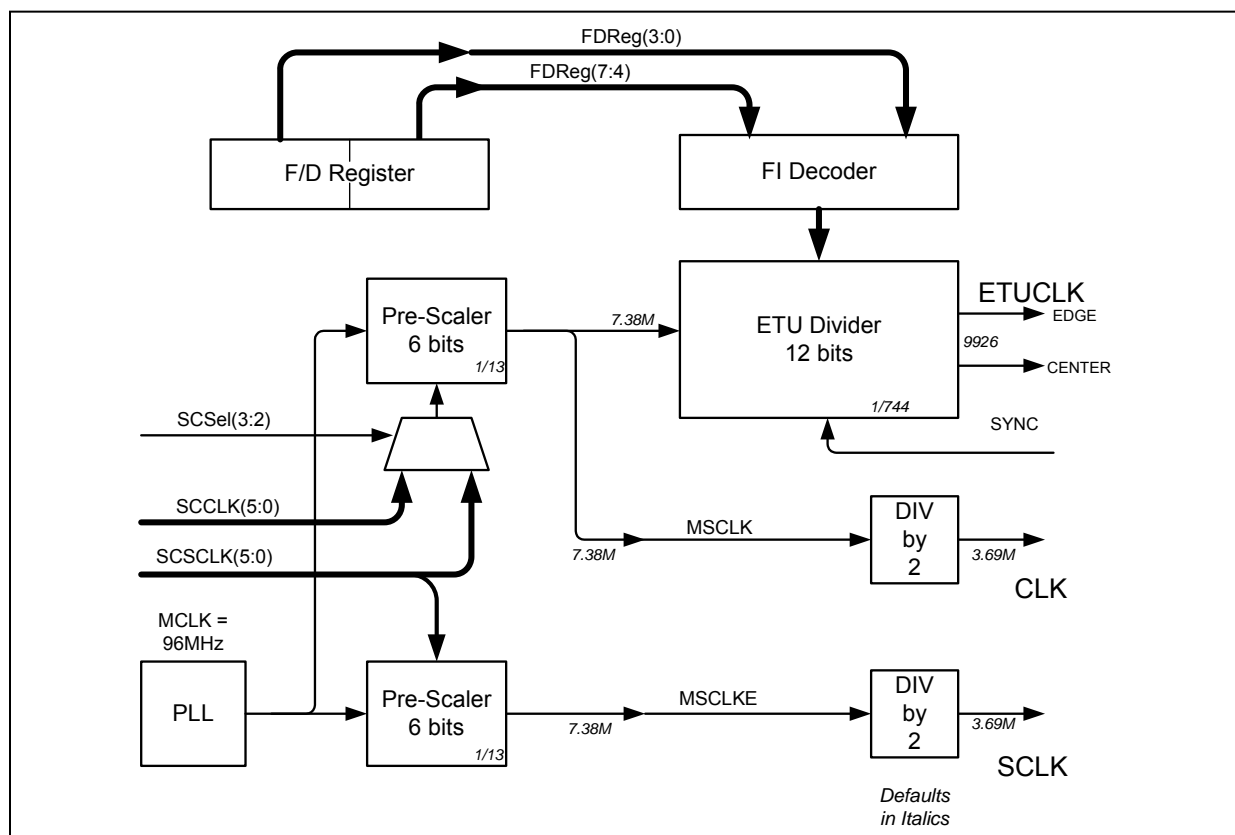 FDReg(3:0)
FDReg(7:4)
F/D Register
FI Decoder
Pre-Scaler
6 bits
1/13
7.38M
ETU Divider
12 bits
1/744
ETUCLK
EDGE
9926
CENTER
SYNC
SCSel(3:2)
SCCLK(5:0)
SCSCLK(5:0)
MSCLK
7.38M
DIV
by
2
3.69M
CLK
MCLK =
96MHz
PLL
Pre-Scaler
6 bits
1/13
MSCLKE
7.38M
DIV
by
2
3.69M
SCLK
Defaults
in Italics